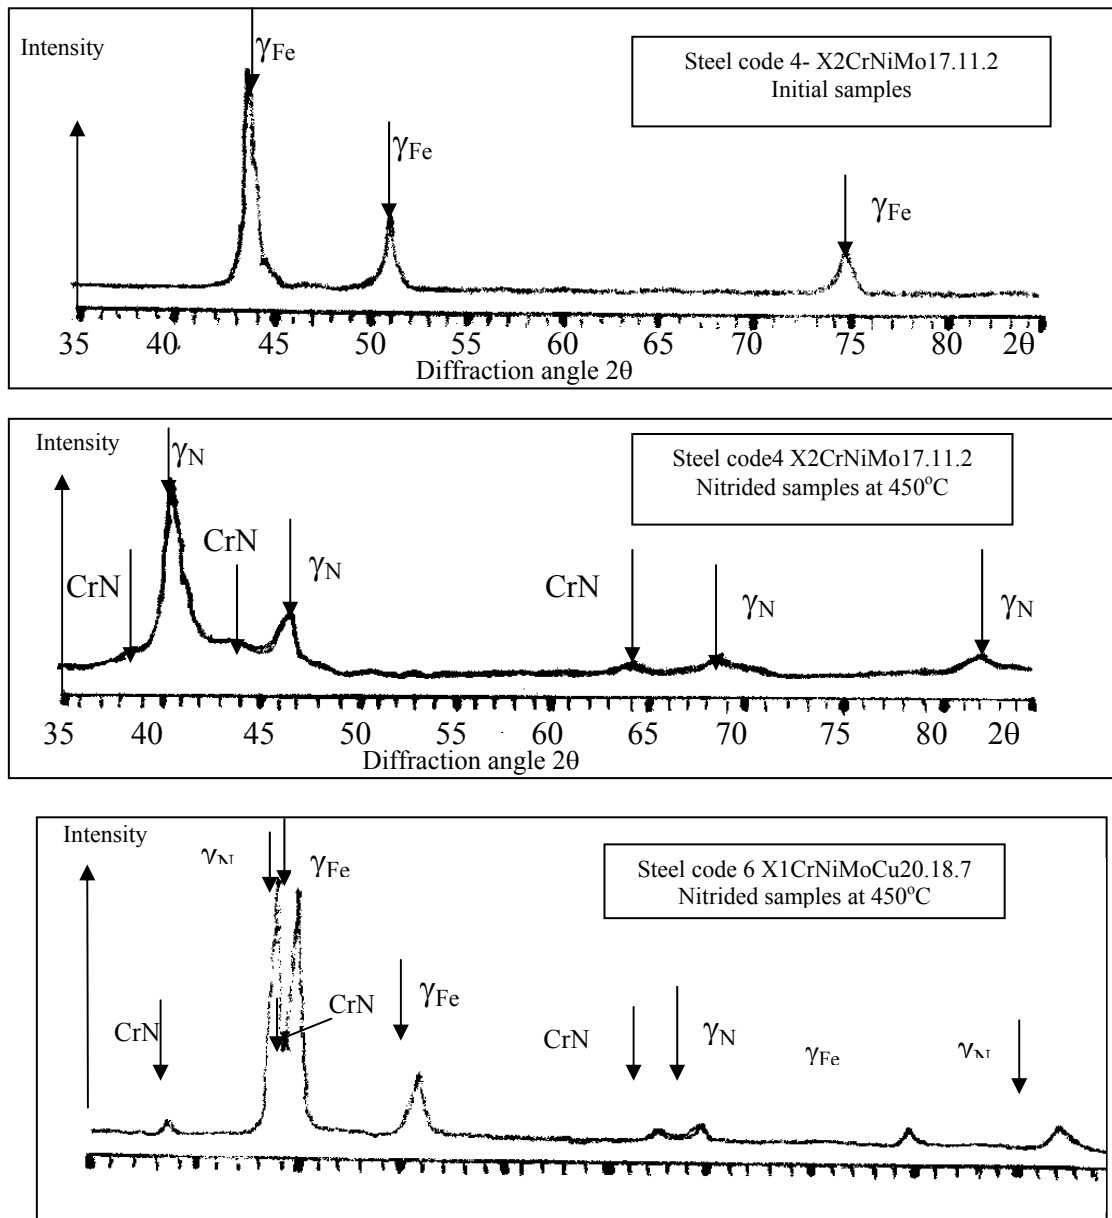 Intensity
γFe
Steel code 4- X2CrNiMo17.11.2
Initial samples
γFe
γFe
35 40 45 50 55 60 65 70 75 80 2θ
Diffraction angle 2θ
Intensity
γN
Steel code4 X2CrNiMo17.11.2
Nitrided samples at 450°C
CrN
CrN
γN
CrN
γN
γN
35 40 45 50 55 60 65 70 75 80 2θ
Diffraction angle 2θ
Intensity
γN
γFe
Steel code 6 X1CrNiMoCu20.18.7
Nitrided samples at 450°C
CrN
CrN
γFe
CrN
γN
γFe
γN